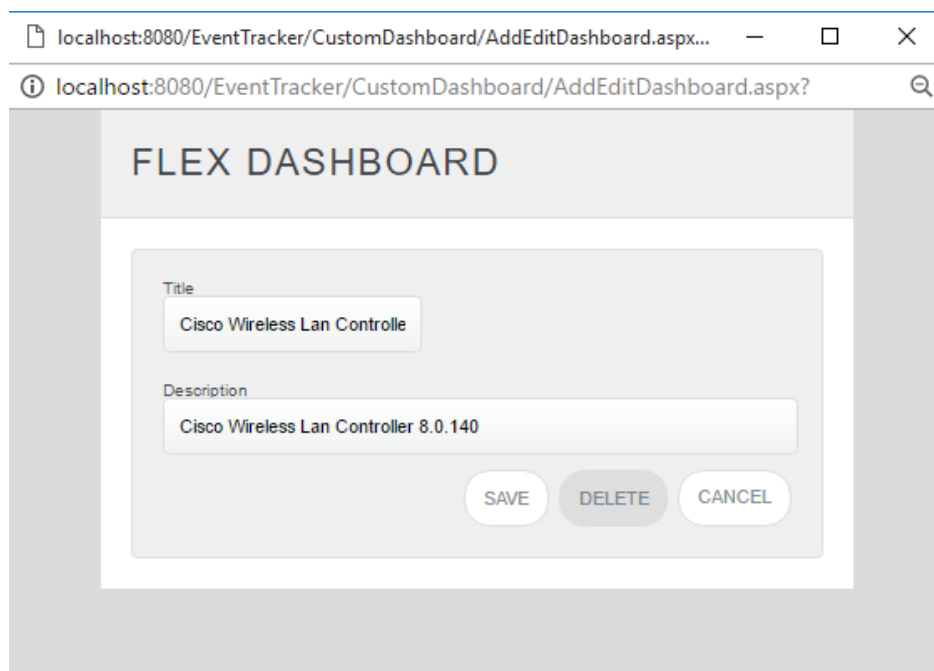 localhost:8080/EventTracker/CustomDashboard/AddEditDashboard.aspx...
localhost:8080/EventTracker/CustomDashboard/AddEditDashboard.aspx?
FLEX DASHBOARD
Title
Cisco Wireless Lan Controlle
Description
Cisco Wireless Lan Controller 8.0.140
SAVE DELETE CANCEL